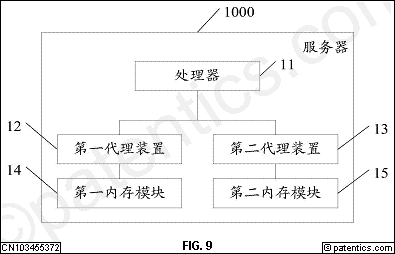 1000
服务器
处理器
11
12
第一代理装置
第二代理装置
13
14
第一内存模块
第二内存模块
15
©patentics.com
CN103455372
FIG. 9
© patentics.com